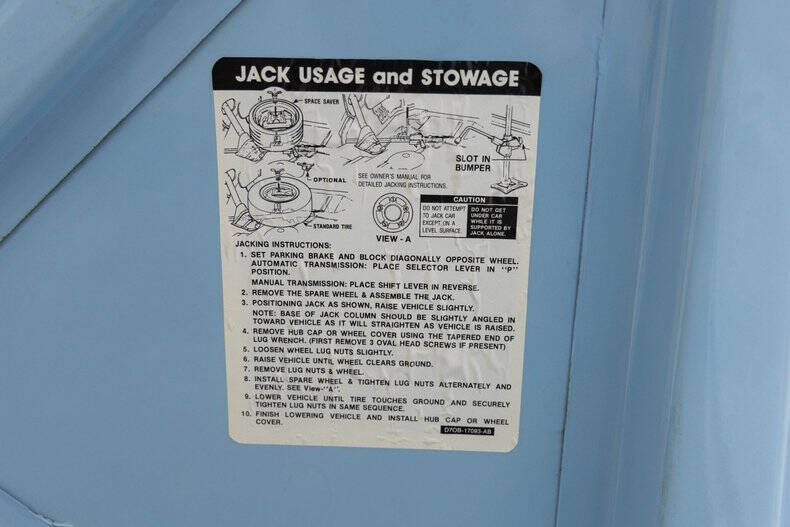 JACK USAGE and STOWAGE
SPACE SAVER
OPTIONAL
SEE OWNER'S MANUAL FOR
DETAILED JACKING INSTRUCTIONS.
SLOT IN
BUMPER
STANDARD TIRE
VIEW - A
CAUTION
DO NOT ATTEMPT
TO JACK CAR
EXCEPT ON A
LEVEL SURFACE.
DO NOT GET
UNDER CAR
WHILE IT IS
SUPPORTED BY
JACK ALONE.
JACKING INSTRUCTIONS:
1. SET PARKING BRAKE AND BLOCK DIAGONALLY OPPOSITE WHEEL.
AUTOMATIC TRANSMISSION: PLACE SELECTOR LEVER IN "P"
POSITION.
MANUAL TRANSMISSION: PLACE SHIFT LEVER IN REVERSE.
2. REMOVE THE SPARE WHEEL & ASSEMBLE THE JACK.
3. POSITIONING JACK AS SHOWN, RAISE VEHICLE SLIGHTLY.
NOTE: BASE OF JACK COLUMN SHOULD BE SLIGHTLY ANGLED IN
TOWARD VEHICLE AS IT WILL STRAIGHTEN AS VEHICLE IS RAISED.
4. REMOVE HUB CAP OR WHEEL COVER USING THE TAPERED END OF
LUG WRENCH. (FIRST REMOVE 3 OVAL HEAD SCREWS IF PRESENT)
5. LOOSEN WHEEL LUG NUTS SLIGHTLY.
6. RAISE VEHICLE UNTIL WHEEL CLEARS GROUND.
7. REMOVE LUG NUTS & WHEEL.
8. INSTALL SPARE WHEEL & TIGHTEN LUG NUTS ALTERNATELY AND
EVENLY. SEE View-"A".
9. LOWER VEHICLE UNTIL TIRE TOUCHES GROUND AND SECURELY
TIGHTEN LUG NUTS IN SAME SEQUENCE.
10. FINISH LOWERING VEHICLE AND INSTALL HUB CAP OR WHEEL
COVER.
D7OB-17093-AB